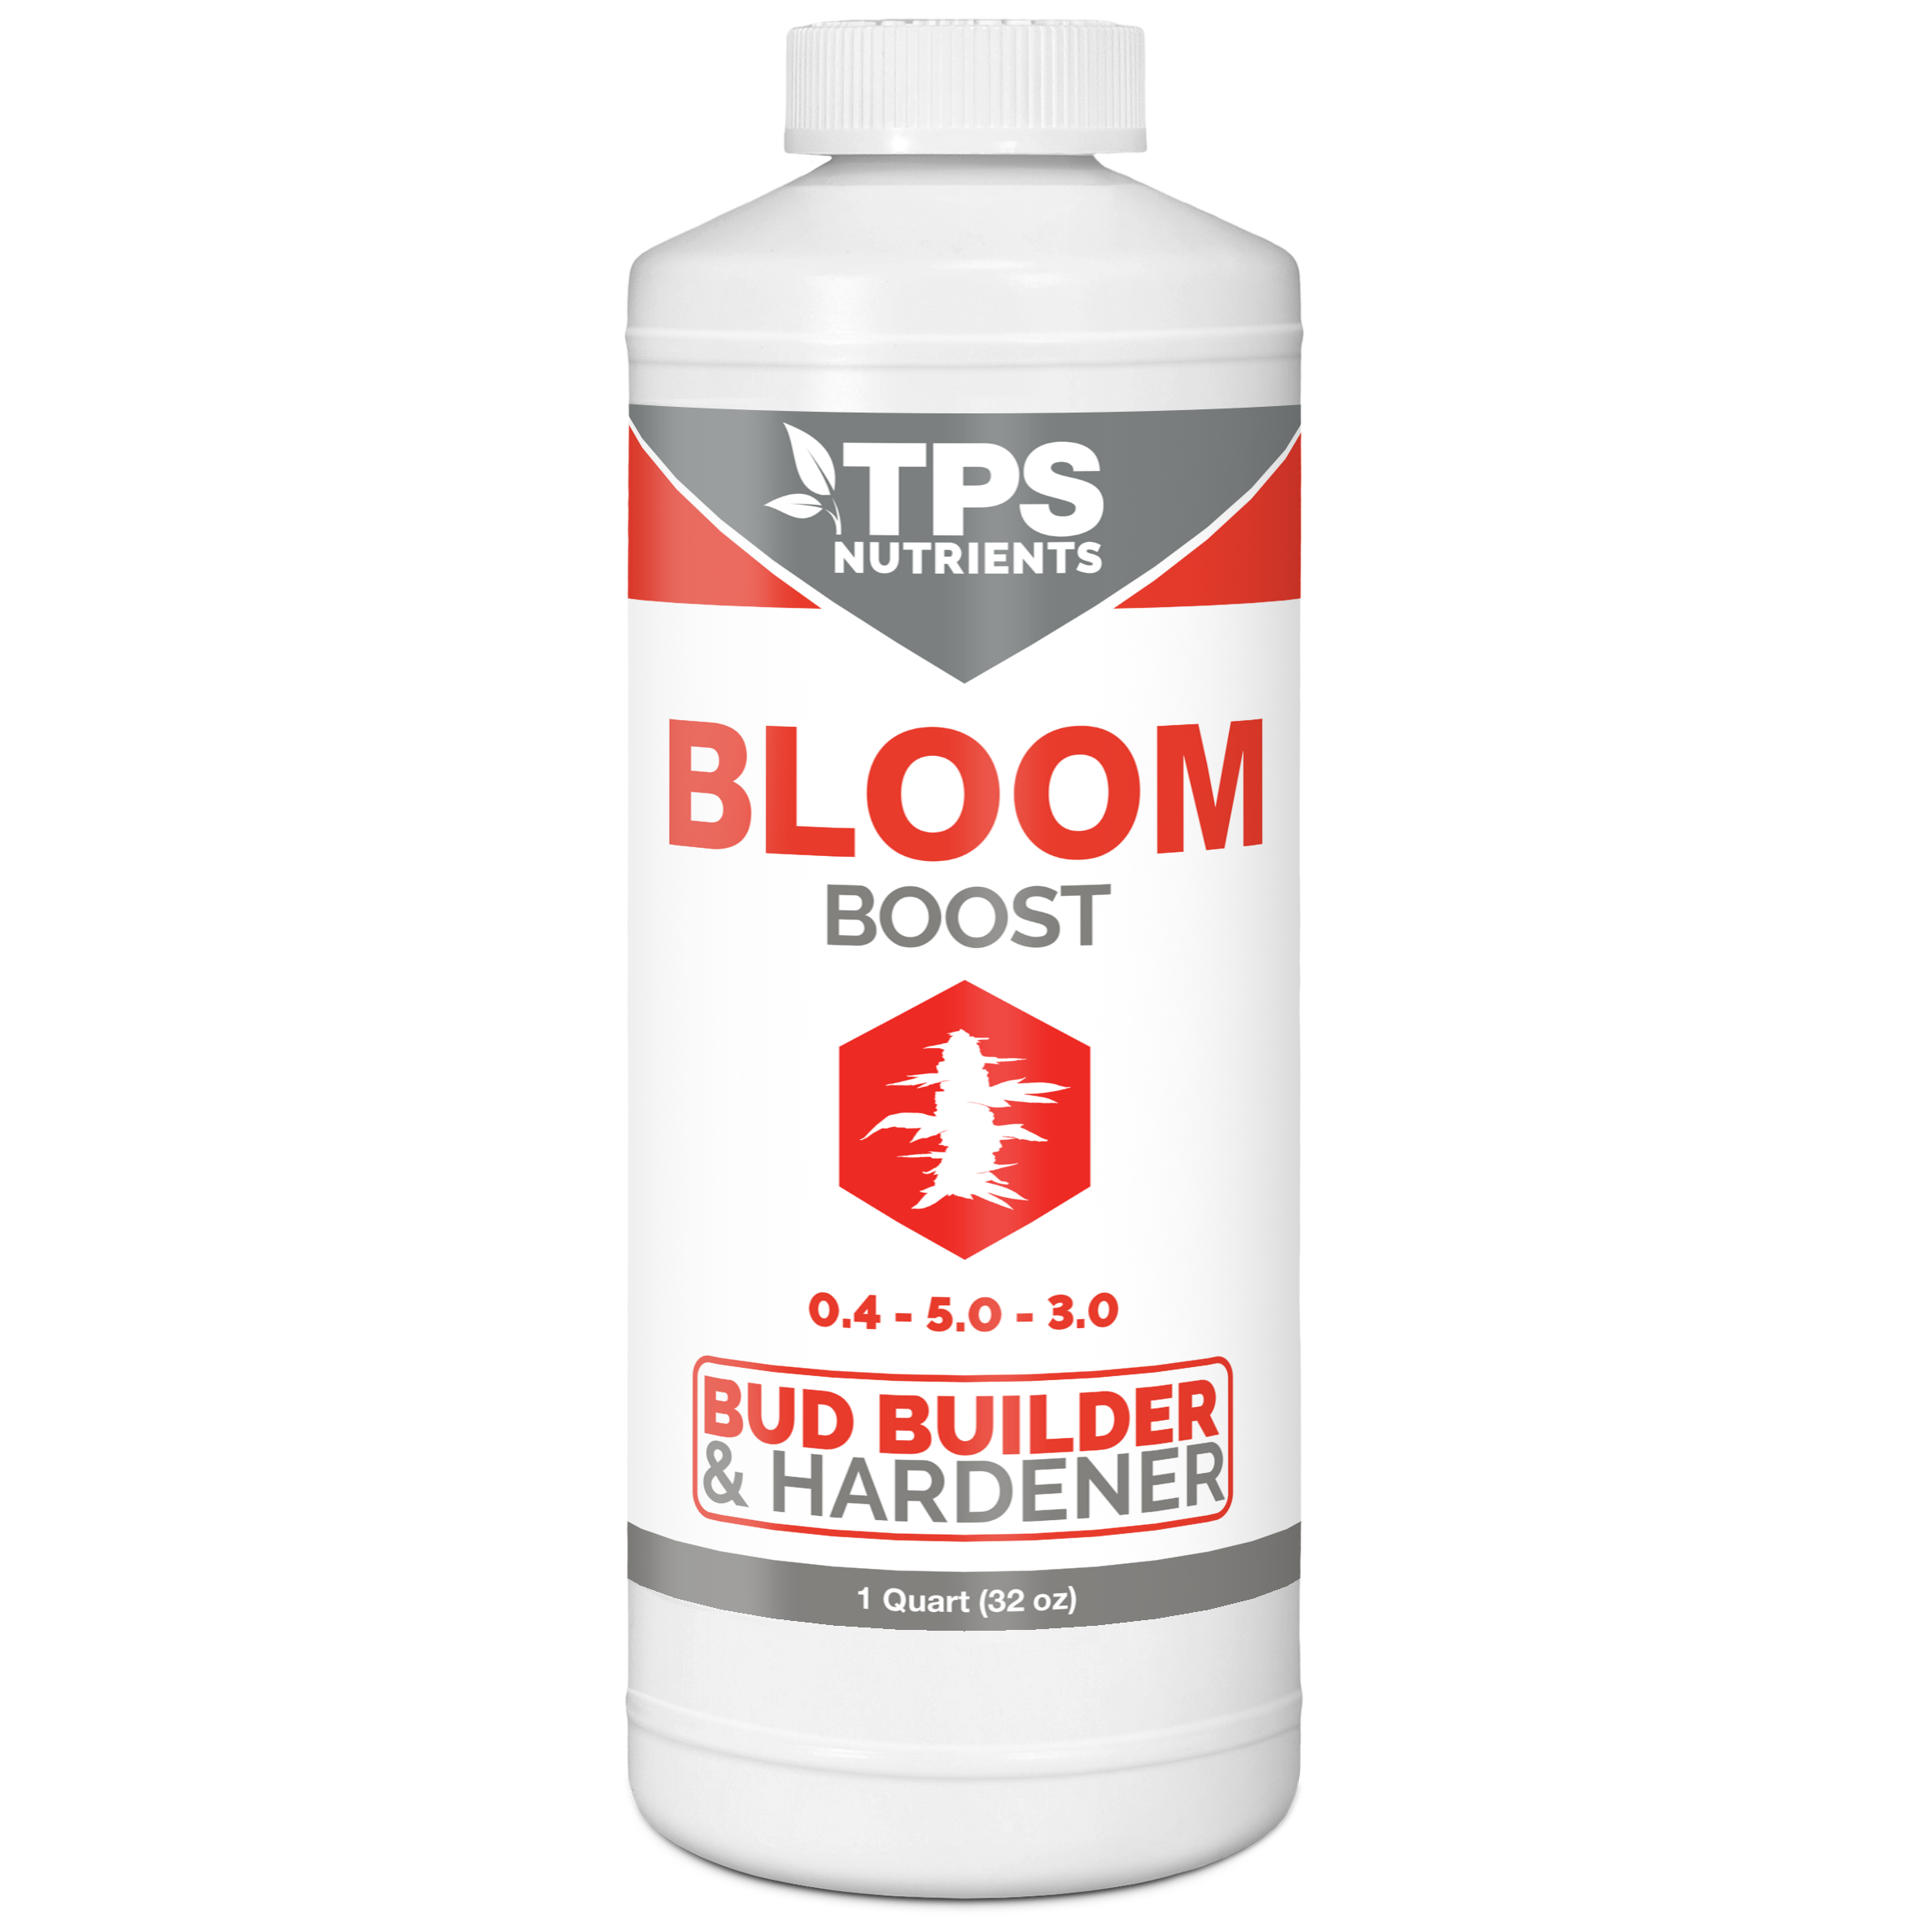 TPS
NUTRIENTS
BLOOM
BOOST
0.4 - 5.0 - 3.0
BUD BUILDER
& HARDENER
1 Quart (32 oz)